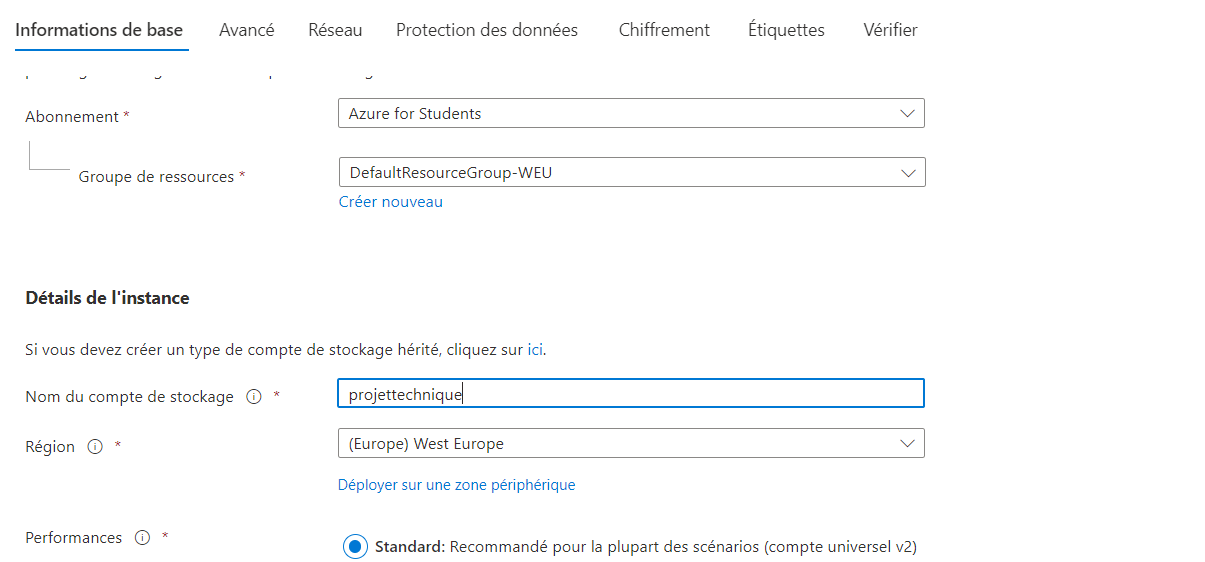 Informations de base Avancé Réseau Protection des données Chiffrement Étiquettes Vérifier
Abonnement * Azure for Students
Groupe de ressources * DefaultResourceGroup-WEU
Créer nouveau
Détails de l'instance
Si vous devez créer un type de compte de stockage hérité, cliquez sur ici.
Nom du compte de stockage * projettechnique
Région * (Europe) West Europe
Déployer sur une zone périphérique
Performances * Standard: Recommandé pour la plupart des scénarios (compte universel v2)